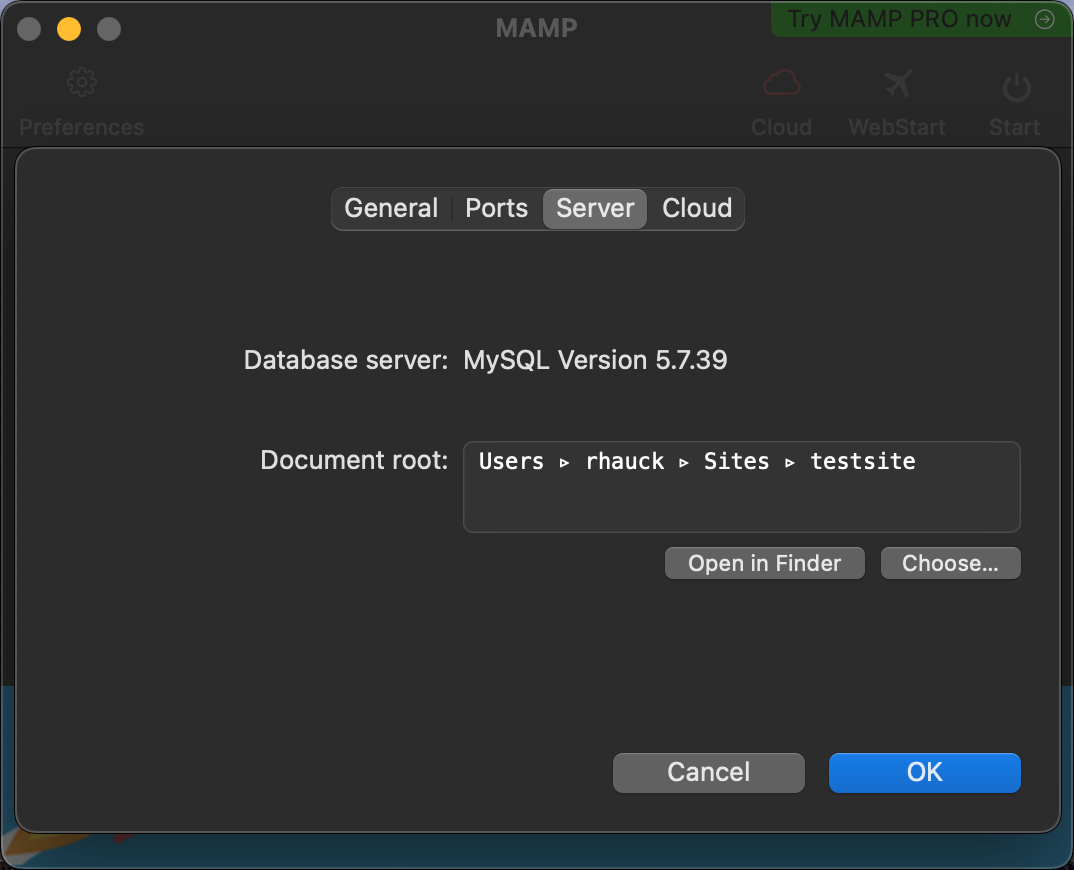 MAMP
Try MAMP PRO now
Preferences
Cloud
WebStart
Start
General Ports Server Cloud
Database server: MySQL Version 5.7.39
Document root: Users ▹ rhauck ▹ Sites ▹ testsite
Open in Finder Choose...
Cancel OK